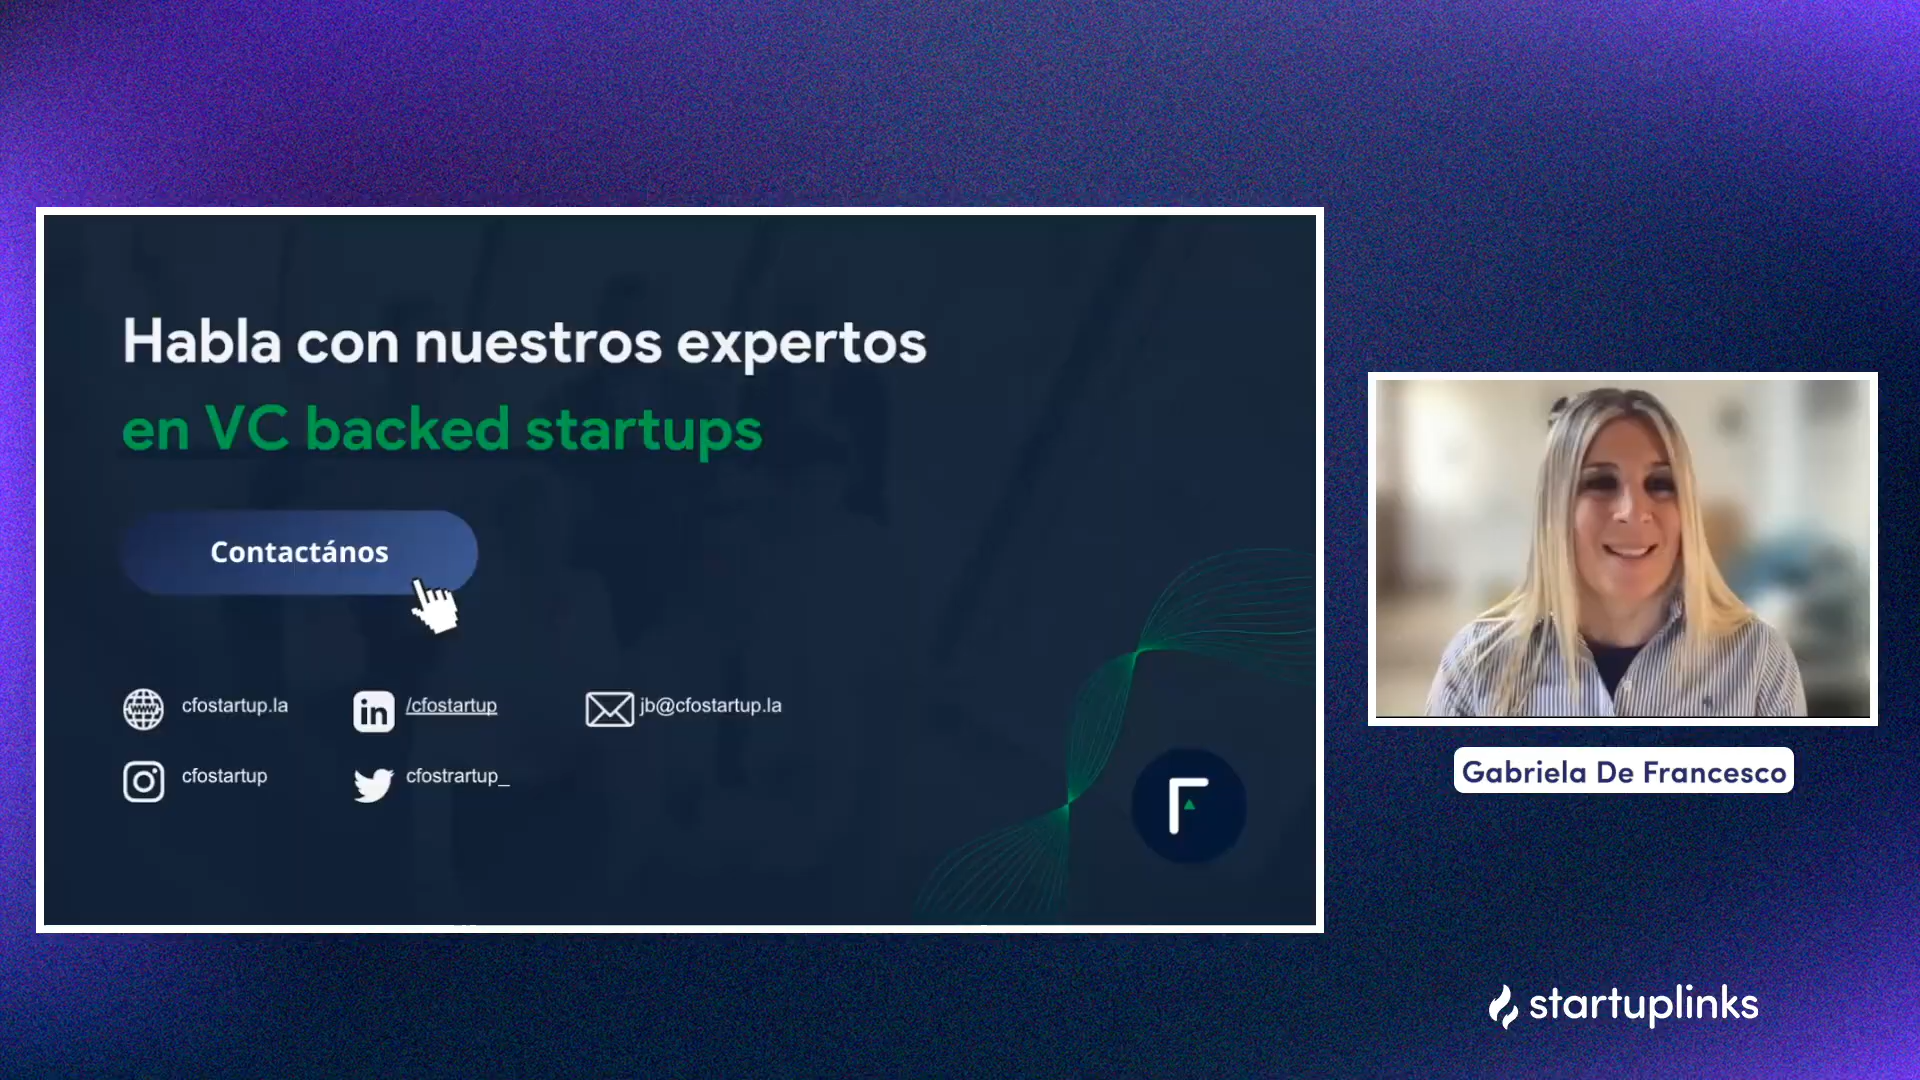 Habla con nuestros expertos
en VC backed startups
Contactános
cfostartup.la
in
/cfostartup
jb@cfostartup.la
cfostartup
cfostrartup_
Gabriela De Francesco
startuplinks